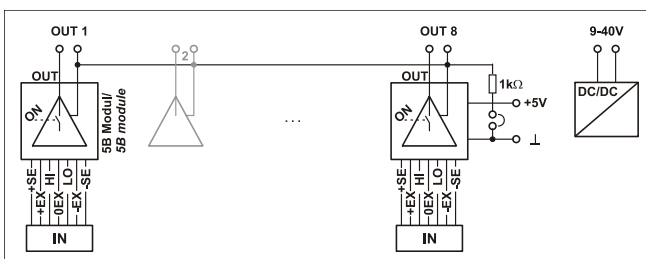 OUT 1
2
OUT 8
9-40V
OUT
ON
5B Modul/
5B module
...
OUT
ON
1kΩ
+5V
⊥
DC/DC
+SE
+EX
HI
0EX
LO
-EX
-SE
+SE
+EX
HI
0EX
LO
-EX
-SE
IN
IN